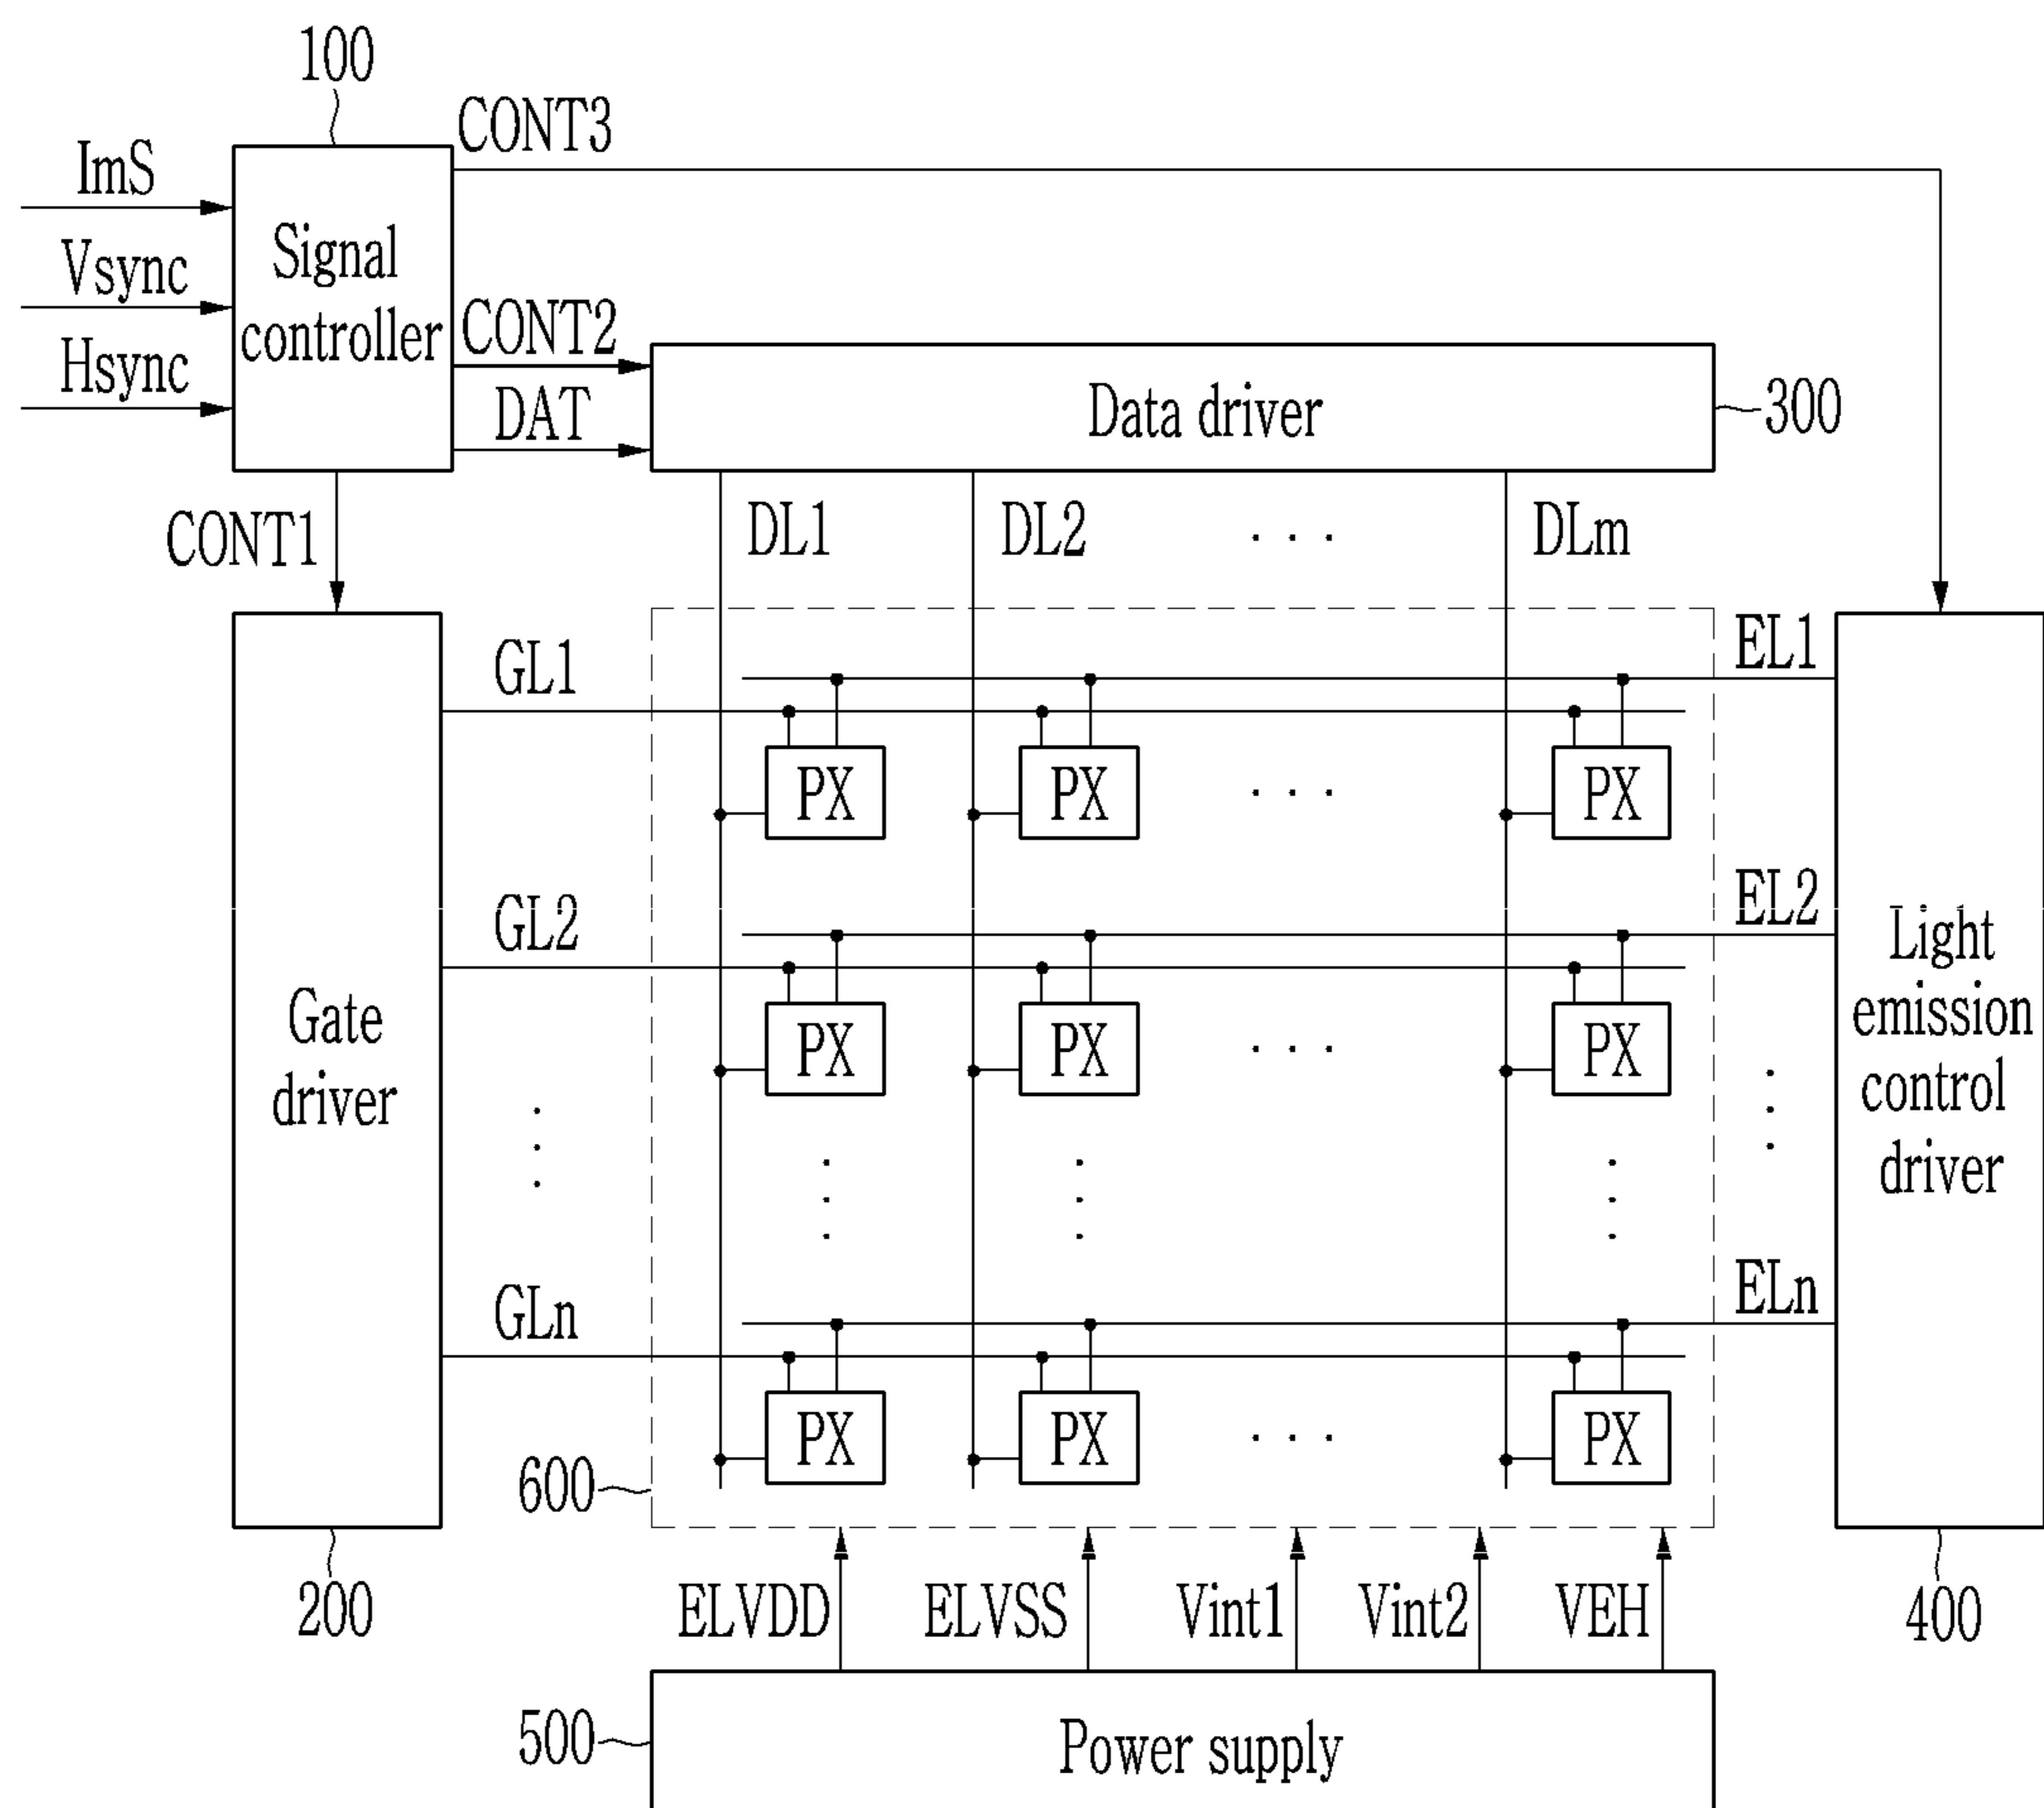 100
CONT3
ImS
Vsync
Hsync
Signal
controller
CONT2
DAT
Data driver
300
CONT1
DL1 DL2 . . . DLm
GL1
EL1
PX PX . . . PX
GL2
EL2
PX PX . . . PX
Gate
driver
Light
emission
control
driver
GLn
ELn
PX PX . . . PX
600
200
400
ELVDD ELVSS Vint1 Vint2 VEH
500
Power supply